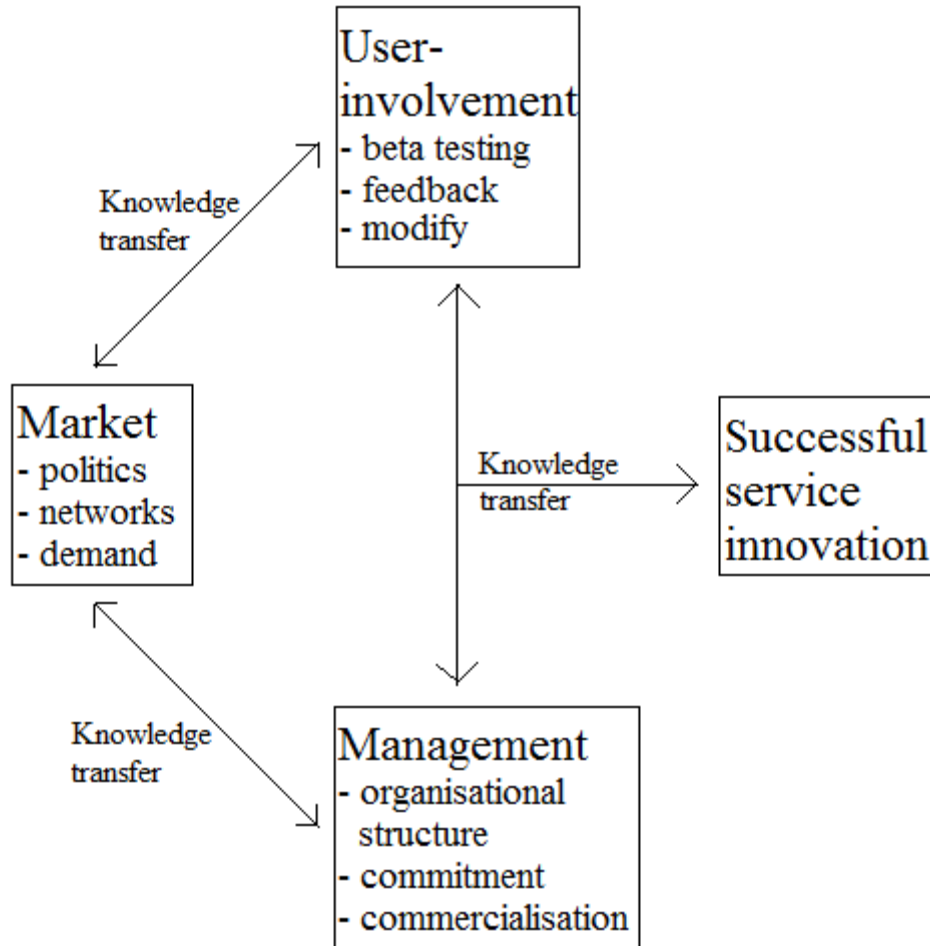 User-
involvement
- beta testing
- feedback
- modify
Knowledge
transfer
Market
- politics
- networks
- demand
Knowledge
transfer
Successful
service
innovation
Knowledge
transfer
Management
- organisational
structure
- commitment
- commercialisation